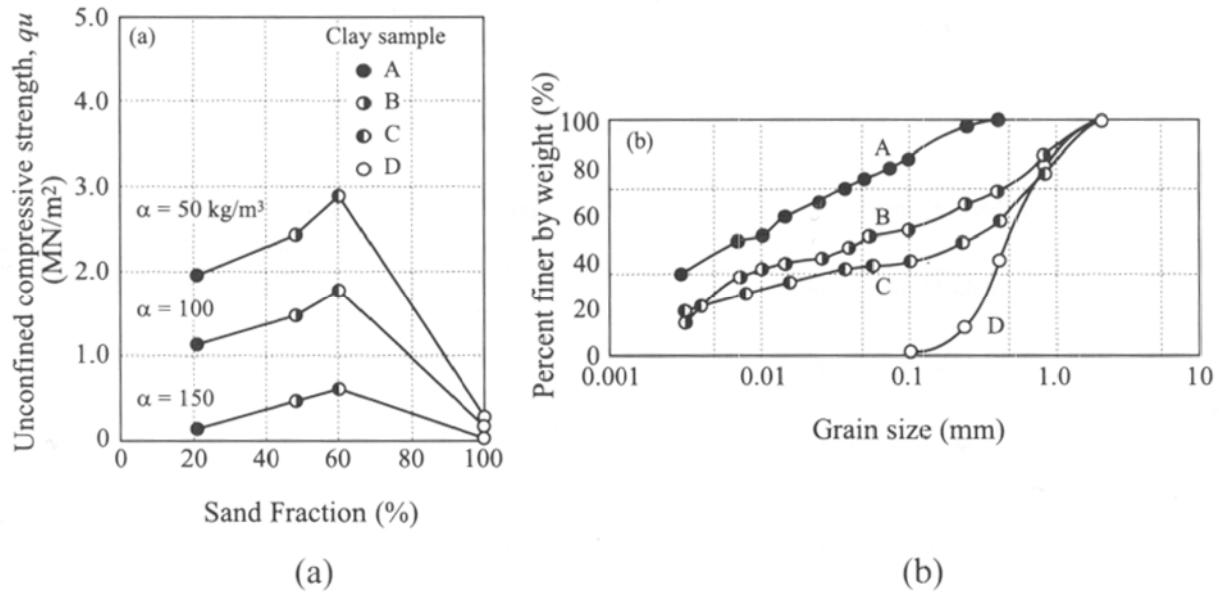 Unconfined compressive strength, qu
(MN/m²)
5.0
4.0
3.0
2.0
1.0
0
(a)
Clay sample
A
B
C
D
α = 50 kg/m³
α = 100
α = 150
0 20 40 60 80 100
Sand Fraction (%)
(a)
Percent finer by weight (%)
100
80
60
40
20
0
(b)
A
B
C
D
0.001 0.01 0.1 1.0 10
Grain size (mm)
(b)